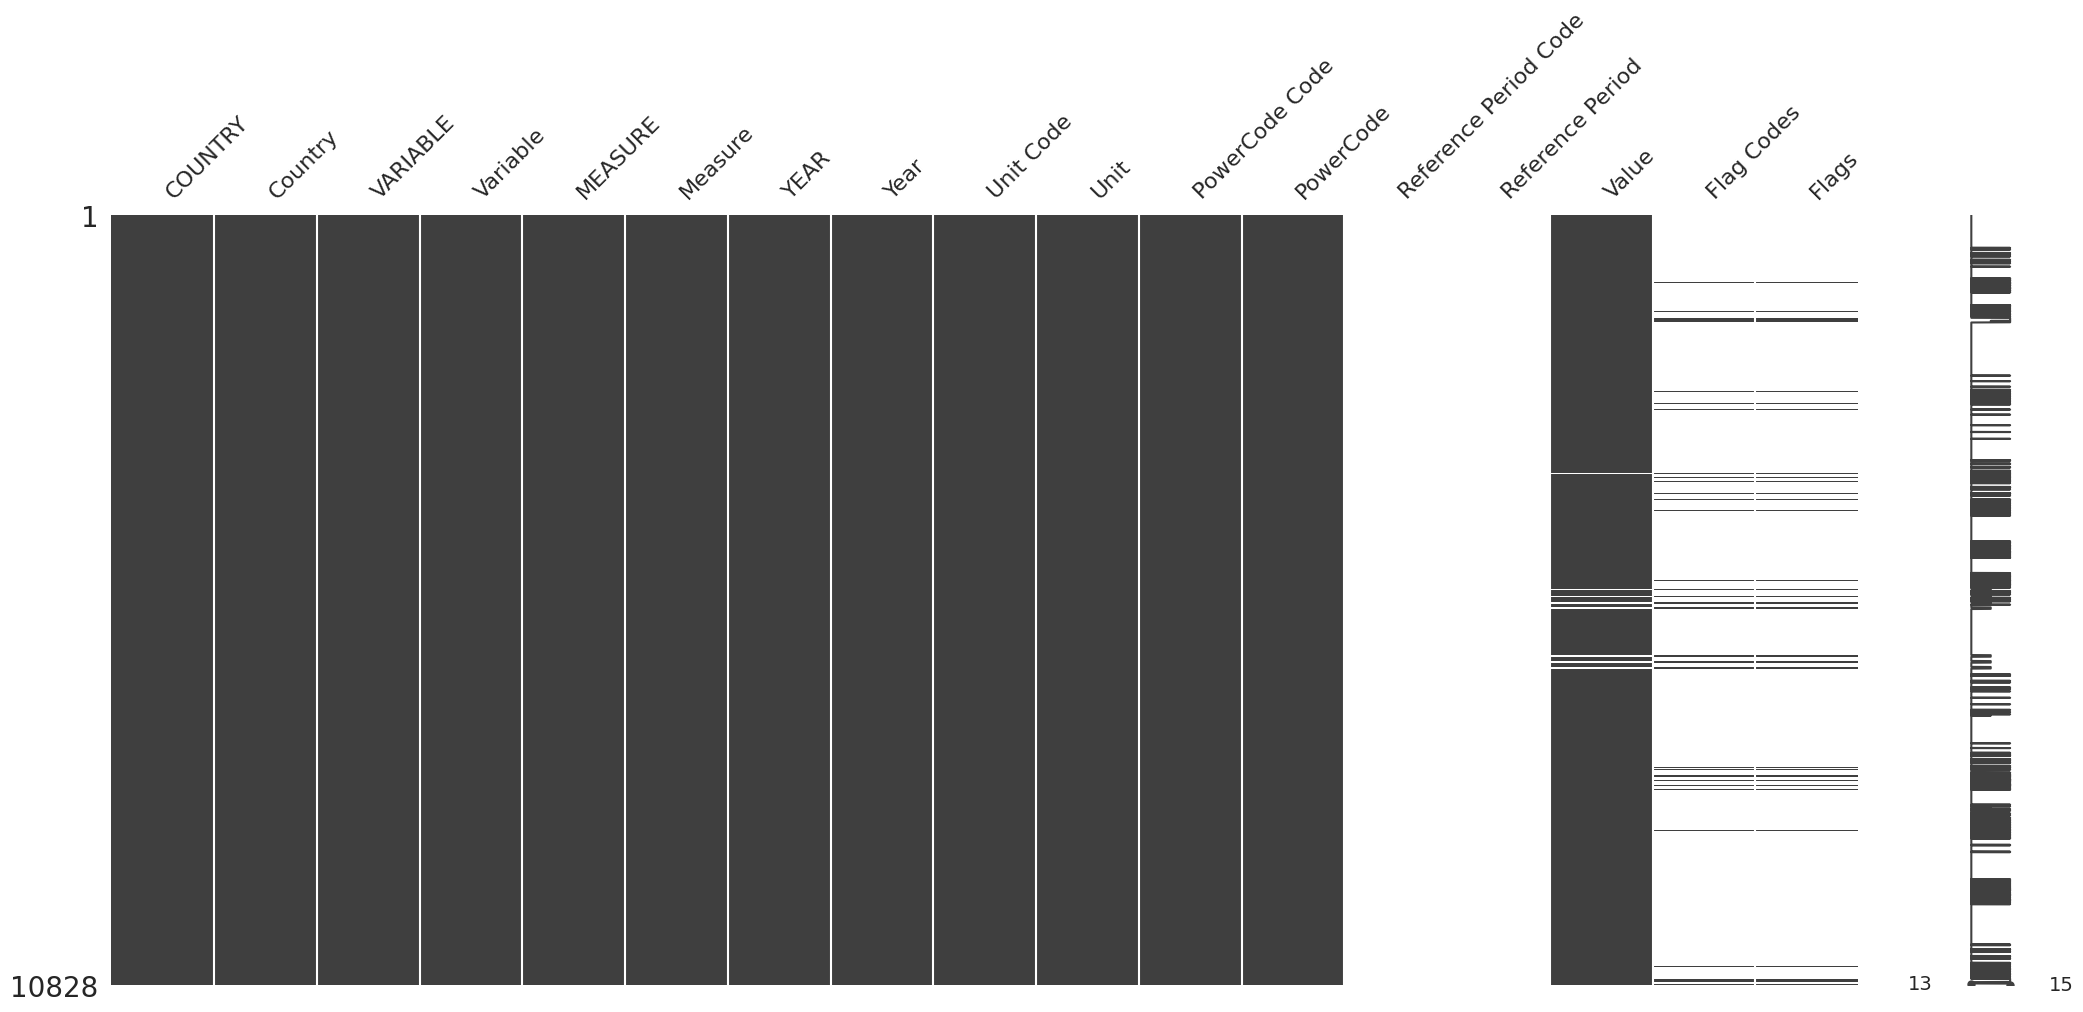 COUNTRY
Country
VARIABLE
Variable
MEASURE
Measure
YEAR
Year
Unit Code
Unit
PowerCode Code
PowerCode
Reference Period Code
Reference Period
Value
Flag Codes
Flags
1
10828
13
15